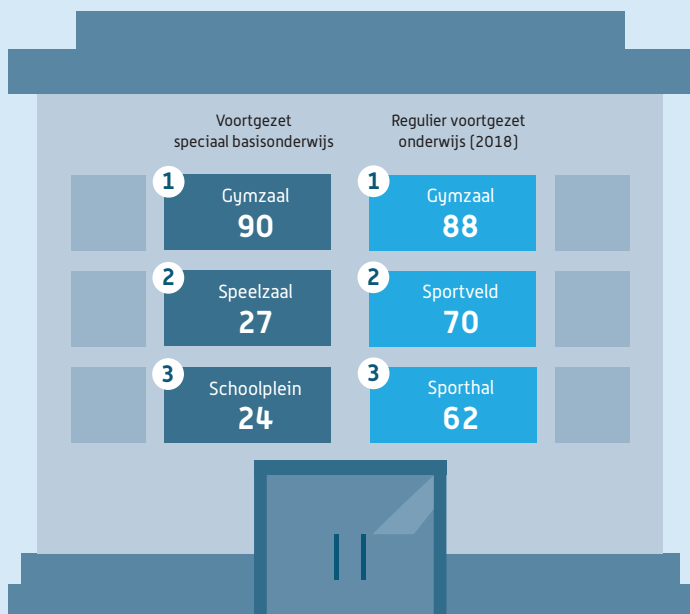 Voortgezet
speciaal basisonderwijs
1
Gymzaal
90
2
Speelzaal
27
3
Schoolplein
24
Regulier voortgezet
onderwijs (2018)
1
Gymzaal
88
2
Sportveld
70
3
Sporthal
62